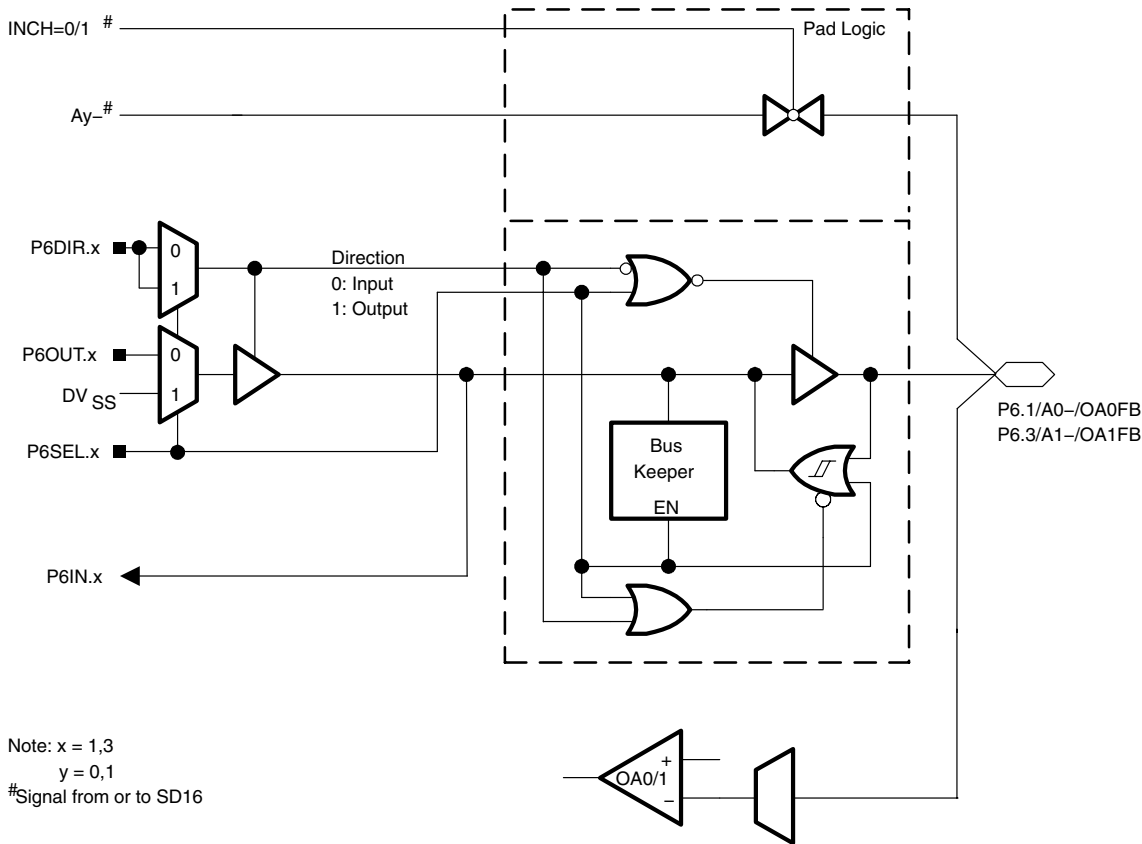 INCH=0/1 #
Pad Logic
Ay–#
P6DIR.x
0
1
Direction
0: Input
1: Output
P6OUT.x
0
DVSS
1
P6SEL.x
P6.1/A0–/OA0FB
P6.3/A1–/OA1FB
Bus
Keeper
EN
P6IN.x
Note: x = 1,3
y = 0,1
#Signal from or to SD16
+
OA0/1
–